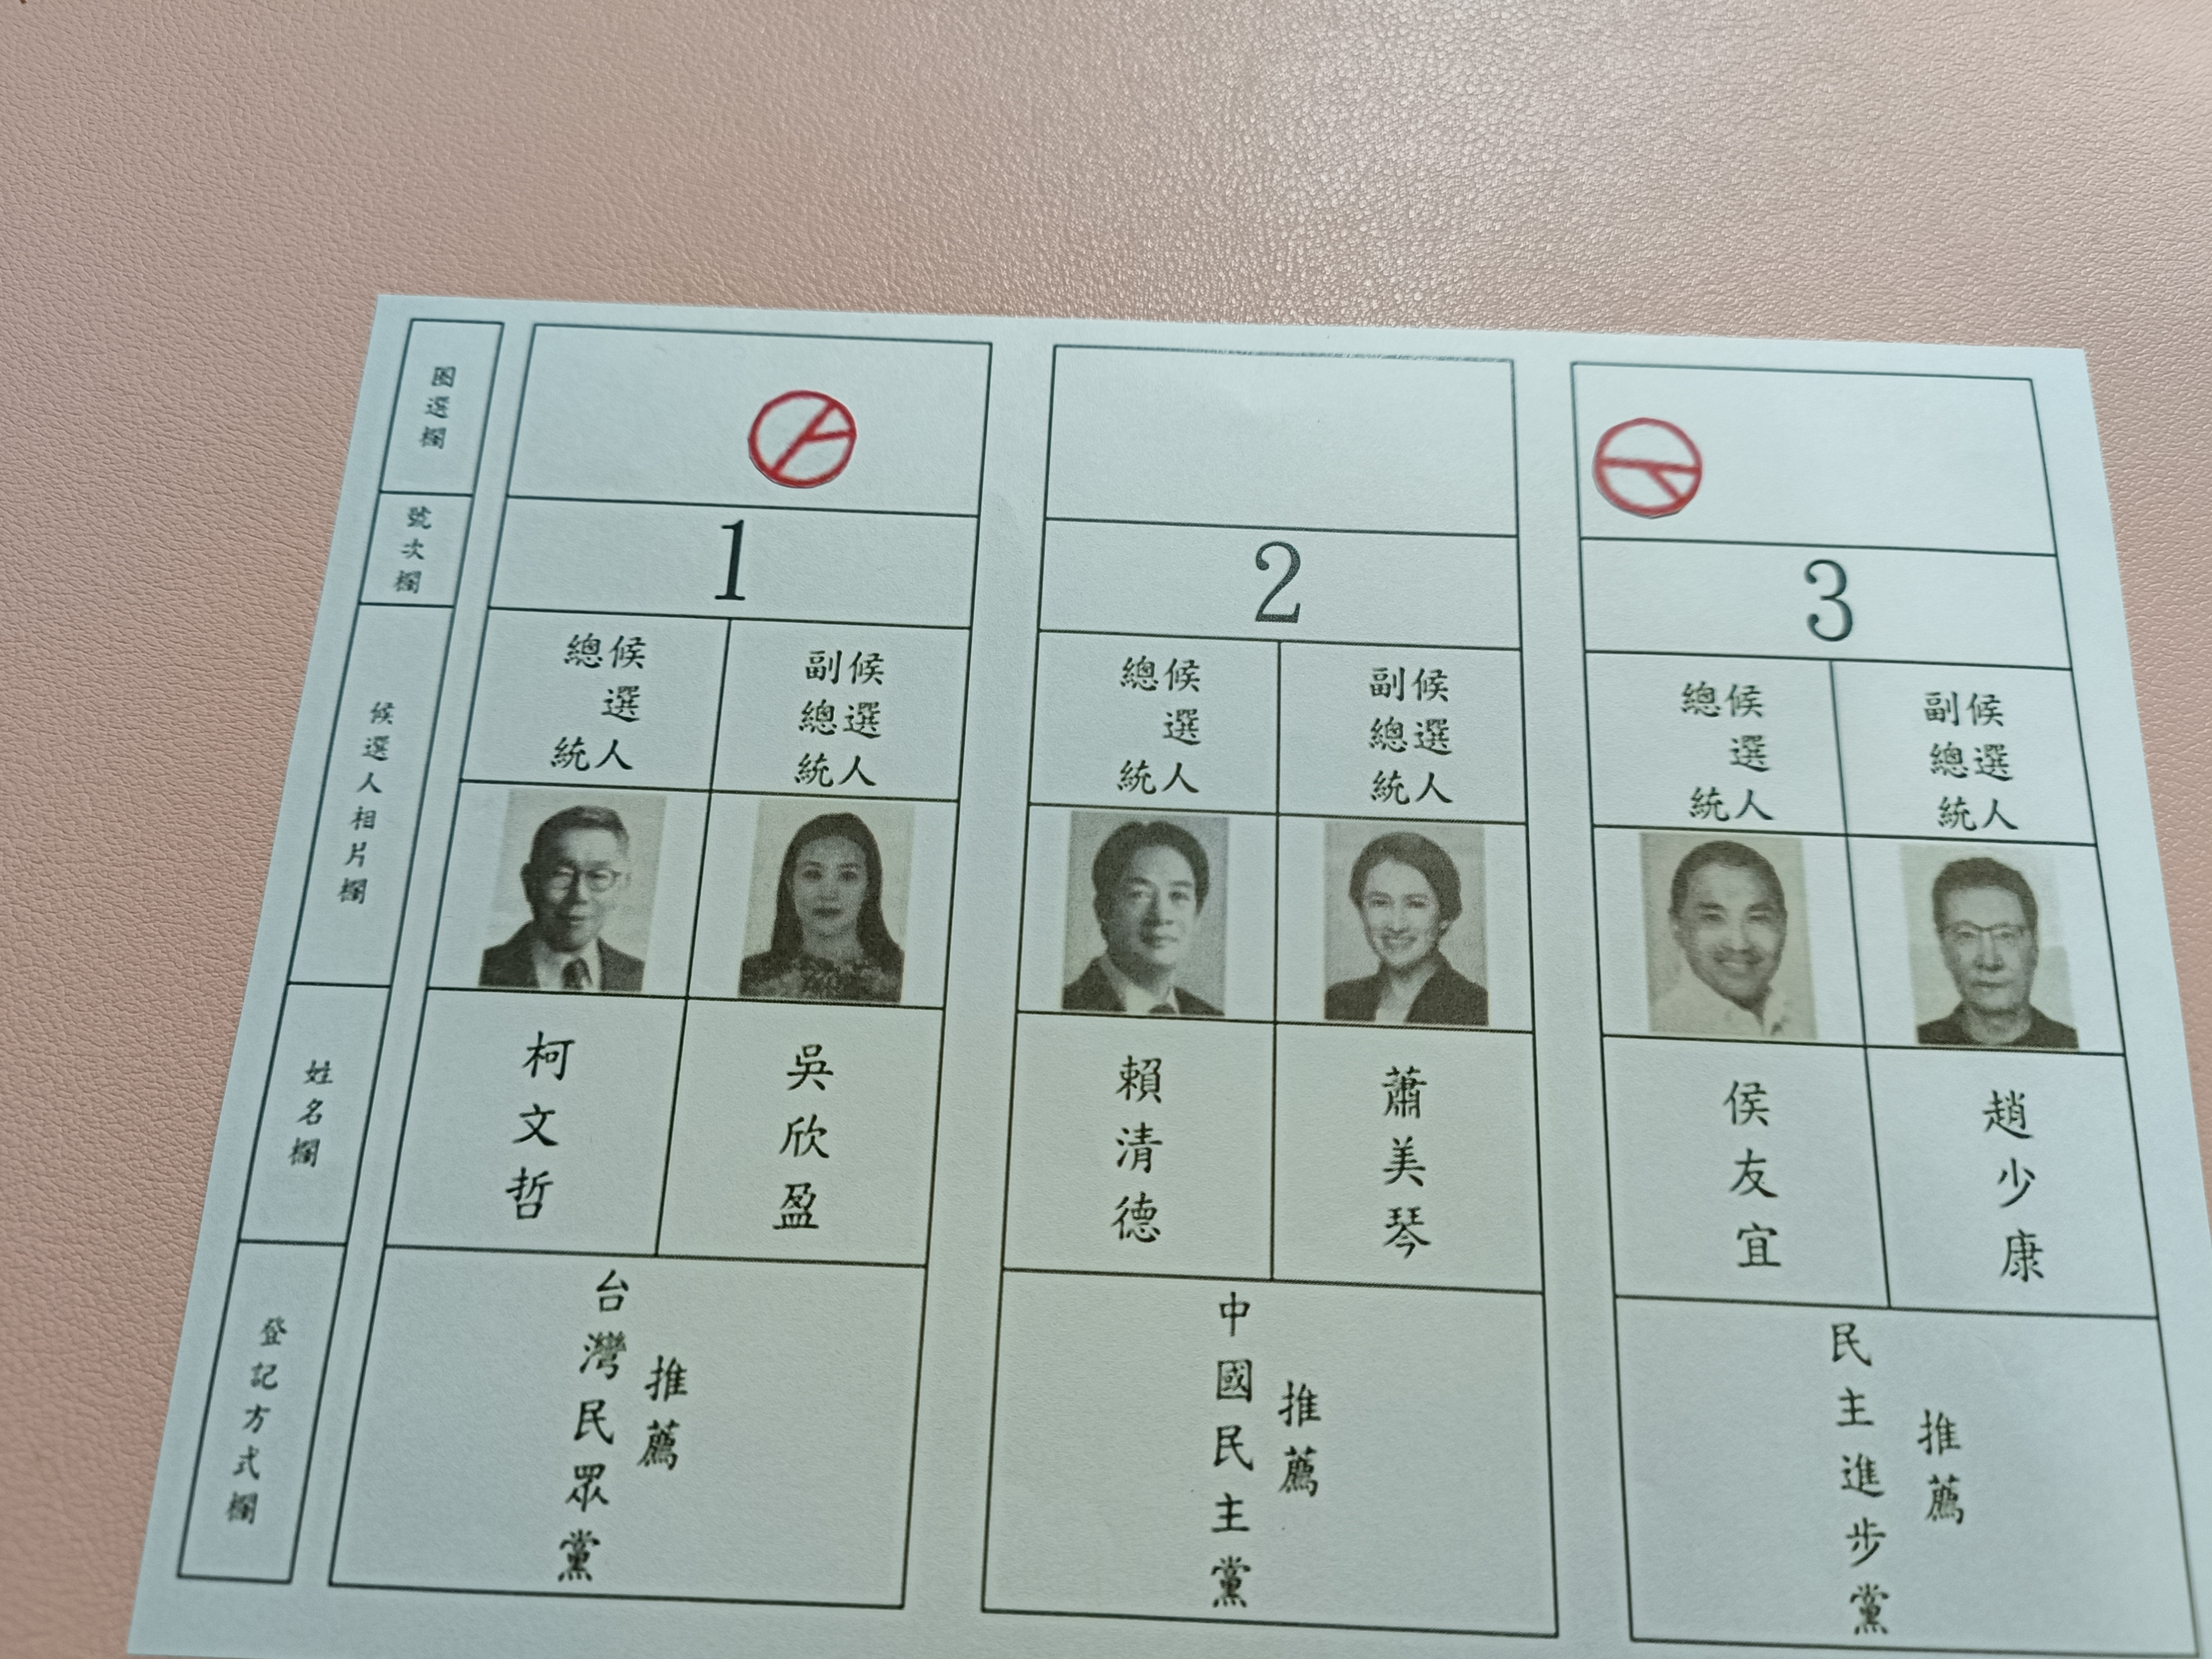 圈選欄
號次欄
候選人相片欄
姓名欄
登記方式欄
1
總統
候選人
副總統
候選人
柯文哲
吳欣盈
台灣民眾黨
推薦
2
總統
候選人
副總統
候選人
賴清德
蕭美琴
中國民主黨
推薦
3
總統
候選人
副總統
候選人
侯友宜
趙少康
民主進步黨
推薦